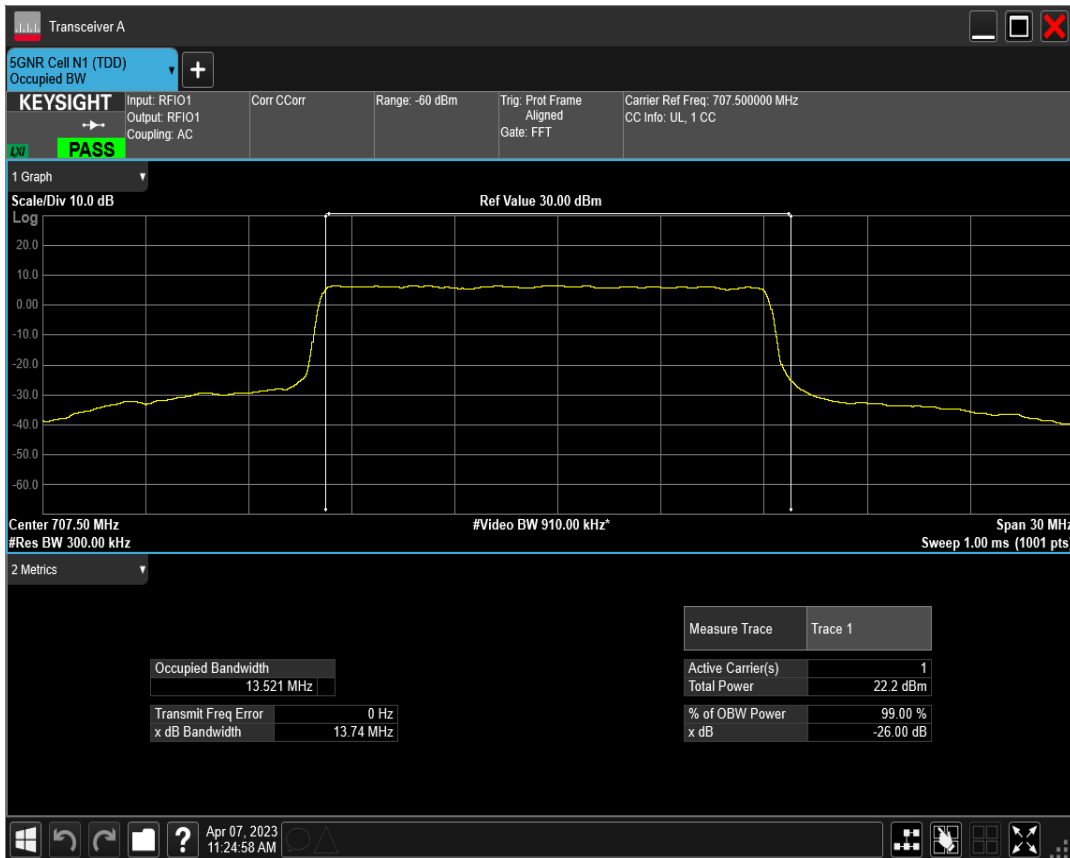 Transceiver A
5GNR Cell N1 (TDD)
Occupied BW
+
KEYSIGHT
LXI
PASS
Input: RFIO1
Output: RFIO1
Coupling: AC
Corr CCorr
Range: -60 dBm
Trig: Prot Frame
Aligned
Gate: FFT
Carrier Ref Freq: 707.500000 MHz
CC Info: UL, 1 CC
1 Graph
Scale/Div 10.0 dB
Ref Value 30.00 dBm
Log
20.0
10.0
0.00
-10.0
-20.0
-30.0
-40.0
-50.0
-60.0
Center 707.50 MHz
#Video BW 910.00 kHz*
Span 30 MHz
#Res BW 300.00 kHz
Sweep 1.00 ms (1001 pts)
2 Metrics
Measure Trace Trace 1
Occupied Bandwidth
13.521 MHz
Active Carrier(s) 1
Total Power 22.2 dBm
Transmit Freq Error 0 Hz
x dB Bandwidth 13.74 MHz
% of OBW Power 99.00 %
x dB -26.00 dB
?
Apr 07, 2023
11:24:58 AM